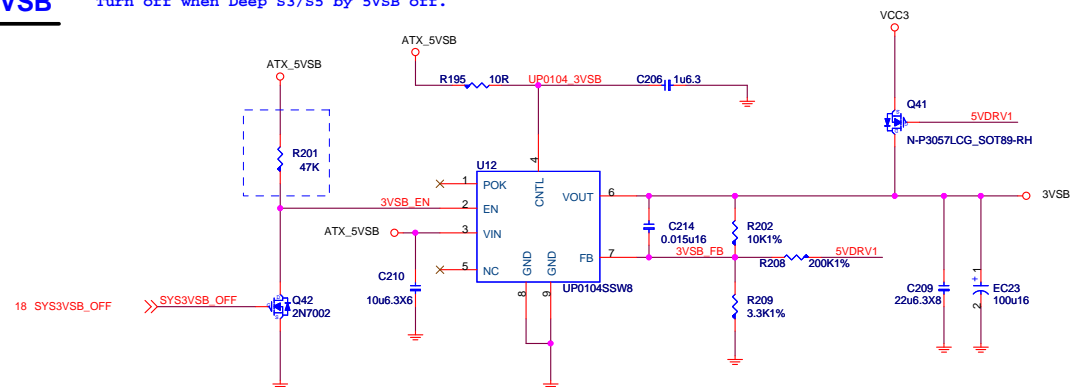 VSB
Turn off when Deep S3/S5 by 5VSB off.
VCC3
ATX_5VSB
ATX_5VSB
R195
10R
UP0104_3VSB
C206
1u6.3
Q41
5VDRV1
N-P3057LCG_SOT89-RH
R201
47K
U12
4
CNTL
1
POK
VOUT
6
3VSB
3VSB_EN
2
EN
ATX_5VSB
3
VIN
C214
0.015u16
R202
10K1%
3VSB_FB
5VDRV1
FB
7
R208
200K1%
5
NC
GND
GND
C210
10u6.3X6
8
9
UP0104SSW8
R209
3.3K1%
C209
22u6.3X8
+
1
EC23
100u16
2
18 SYS3VSB_OFF
SYS3VSB_OFF
Q42
2N7002